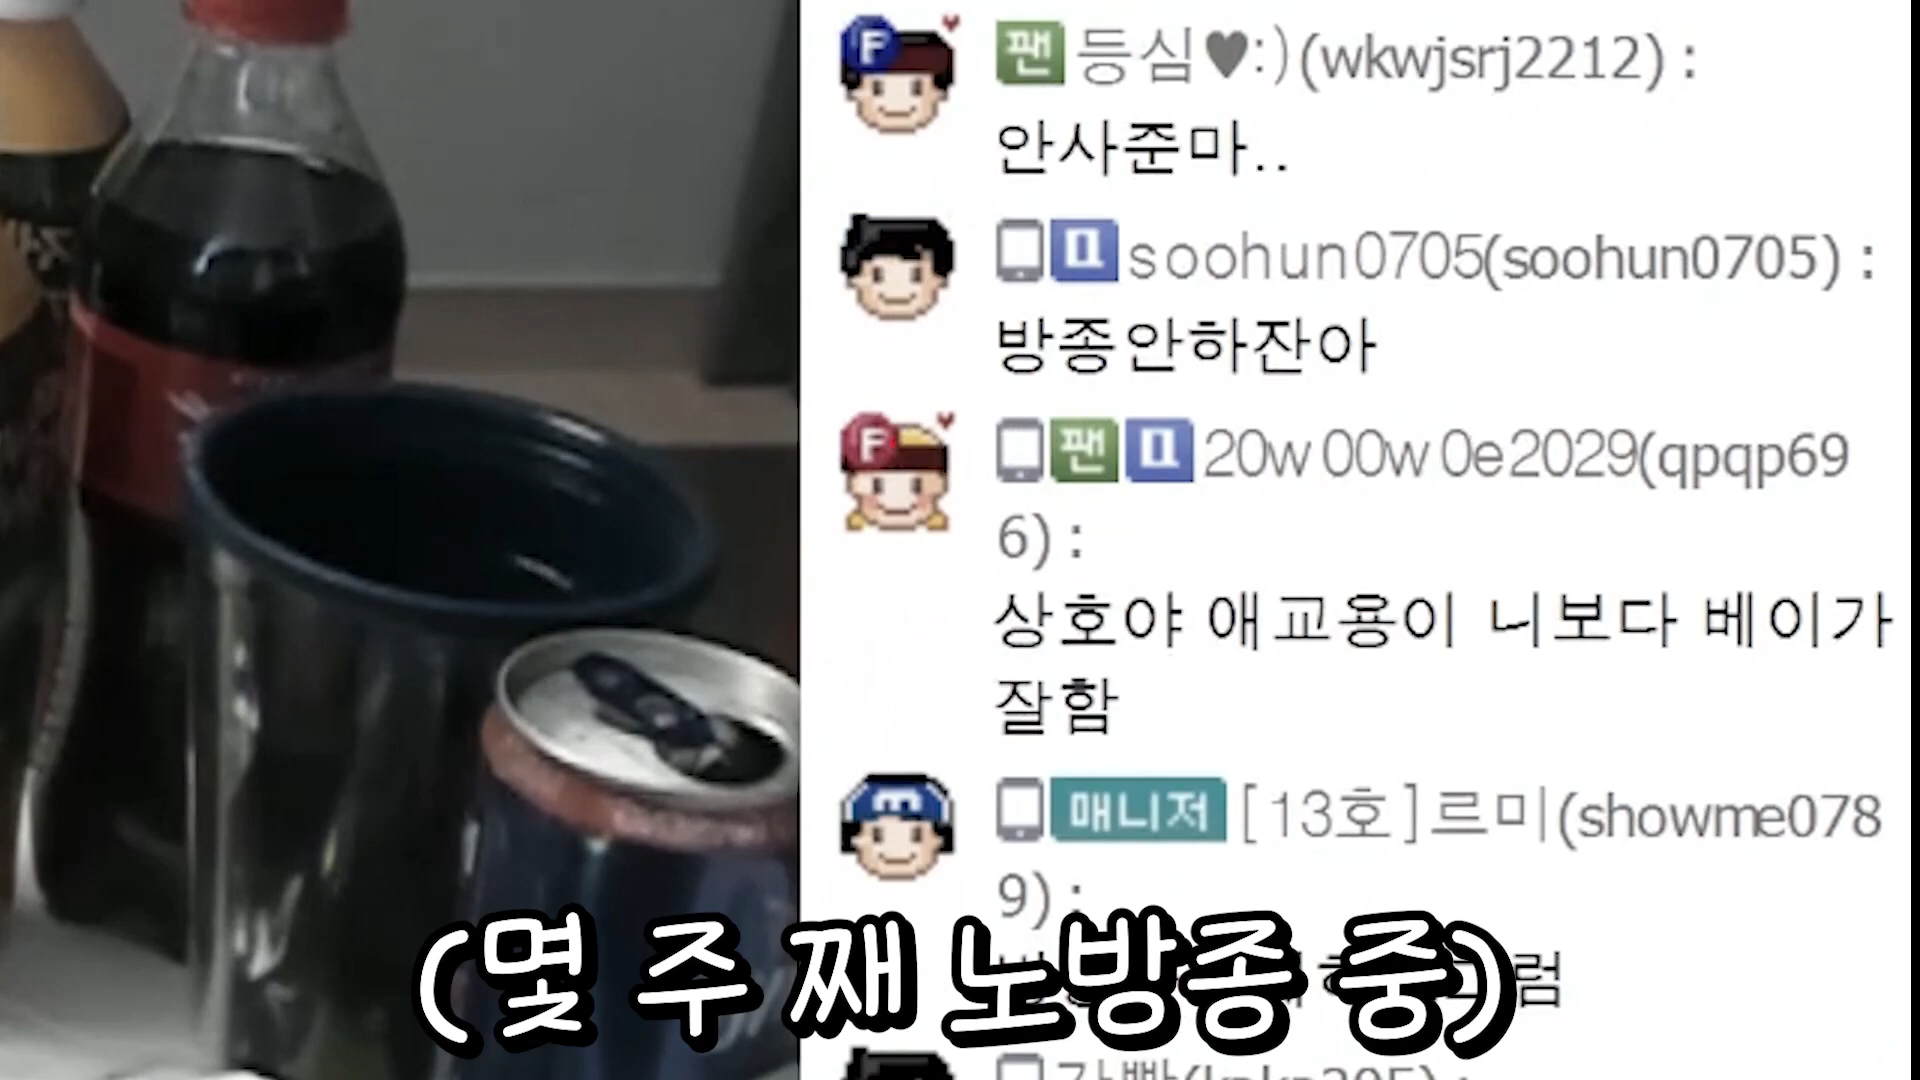 팬 등심♥:)(wkwjsrj2212) :
안사준마..
soohun0705(soohun0705) :
방종안하잔아
팬 20w00w0e2029(qpqp69
6) :
상호야 애교용이 니보다 베이가
잘함
매니저 [13호]르미(showme078
9) :
(몇 주 째 노방종 중)